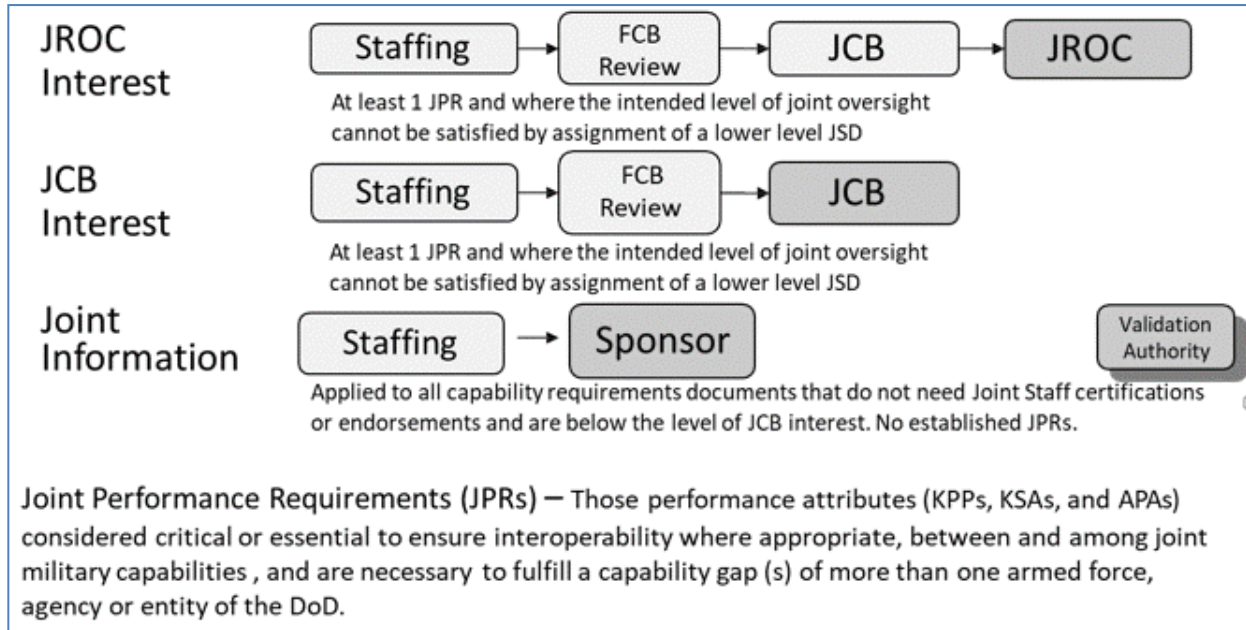 JROC
Interest
Staffing
FCB
Review
JCB
JROC
At least 1 JPR and where the intended level of joint oversight
cannot be satisfied by assignment of a lower level JSD
JCB
Interest
Staffing
FCB
Review
JCB
At least 1 JPR and where the intended level of joint oversight
cannot be satisfied by assignment of a lower level JSD
Joint
Information
Staffing
Sponsor
Validation
Authority
Applied to all capability requirements documents that do not need Joint Staff certifications
or endorsements and are below the level of JCB interest. No established JPRs.
Joint Performance Requirements (JPRs) – Those performance attributes (KPPs, KSAs, and APAs)
considered critical or essential to ensure interoperability where appropriate, between and among joint
military capabilities , and are necessary to fulfill a capability gap (s) of more than one armed force,
agency or entity of the DoD.